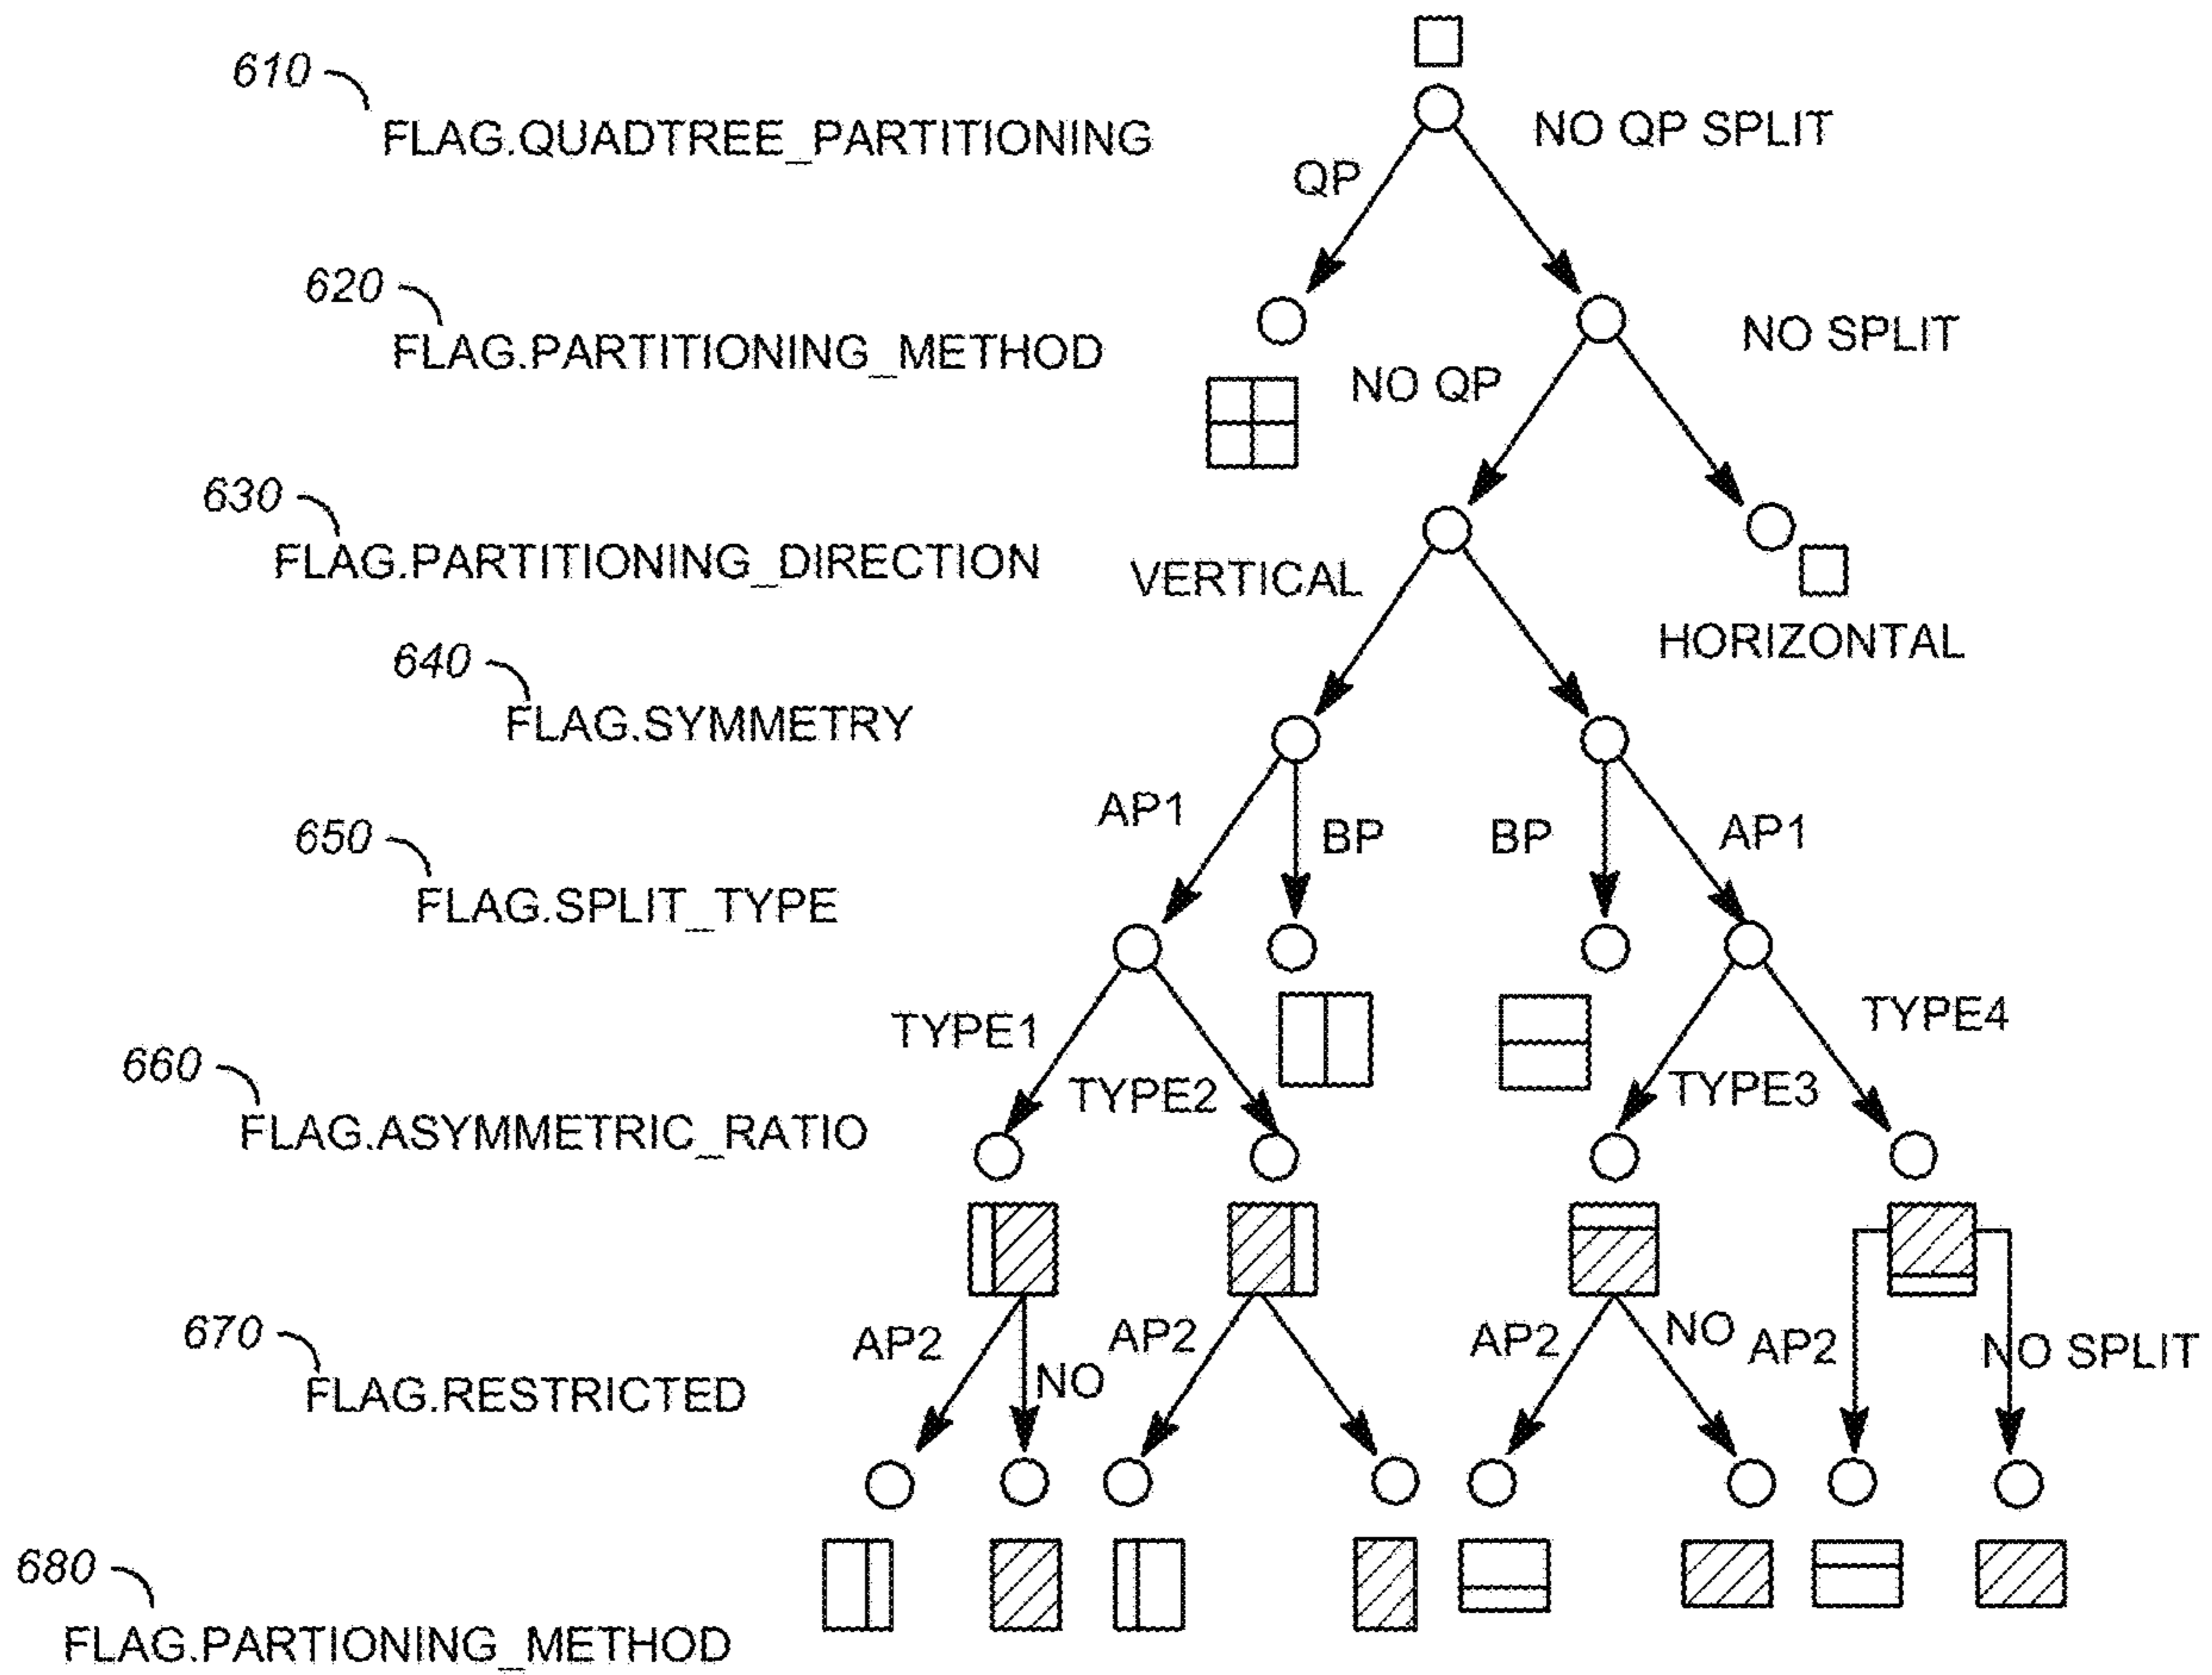 610
FLAG.QUADTREE_PARTITIONING
NO QP SPLIT
QP
620
FLAG.PARTITIONING_METHOD
NO SPLIT
NO QP
630
FLAG.PARTITIONING_DIRECTION
VERTICAL
HORIZONTAL
640
FLAG.SYMMETRY
AP1
BP
BP
AP1
650
FLAG.SPLIT_TYPE
TYPE1
TYPE2
TYPE3
TYPE4
660
FLAG.ASYMMETRIC_RATIO
AP2
NO
AP2
AP2
NO
AP2
NO SPLIT
670
FLAG.RESTRICTED
680
FLAG.PARTIONING_METHOD